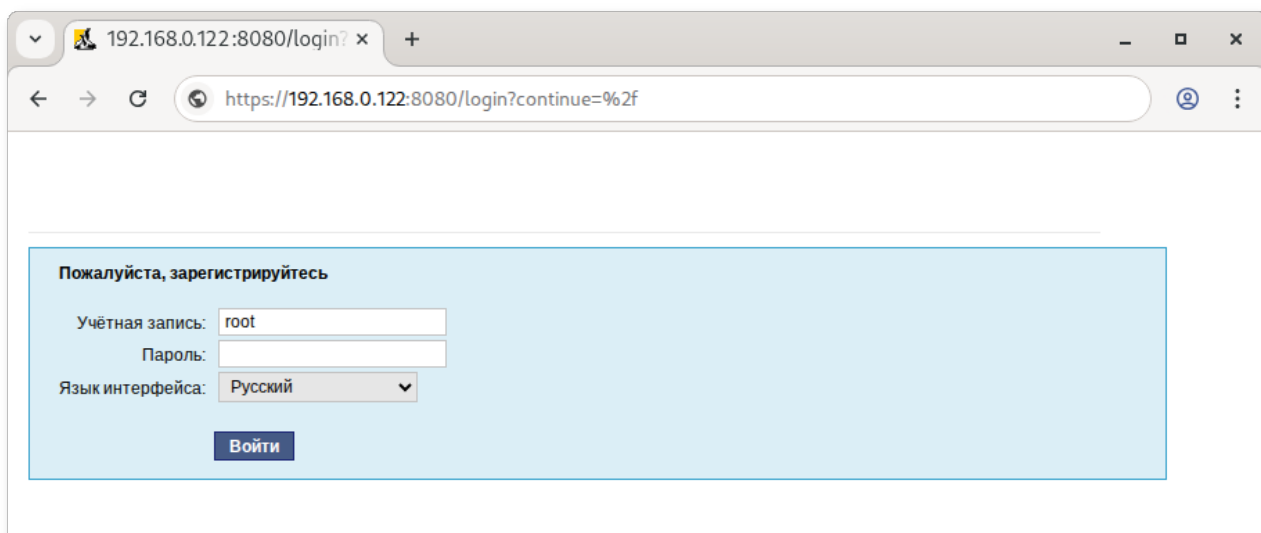 192.168.0.122:8080/login?
https://192.168.0.122:8080/login?continue=%2f
Пожалуйста, зарегистрируйтесь
Учётная запись: root
Пароль:
Язык интерфейса: Русский
Войти